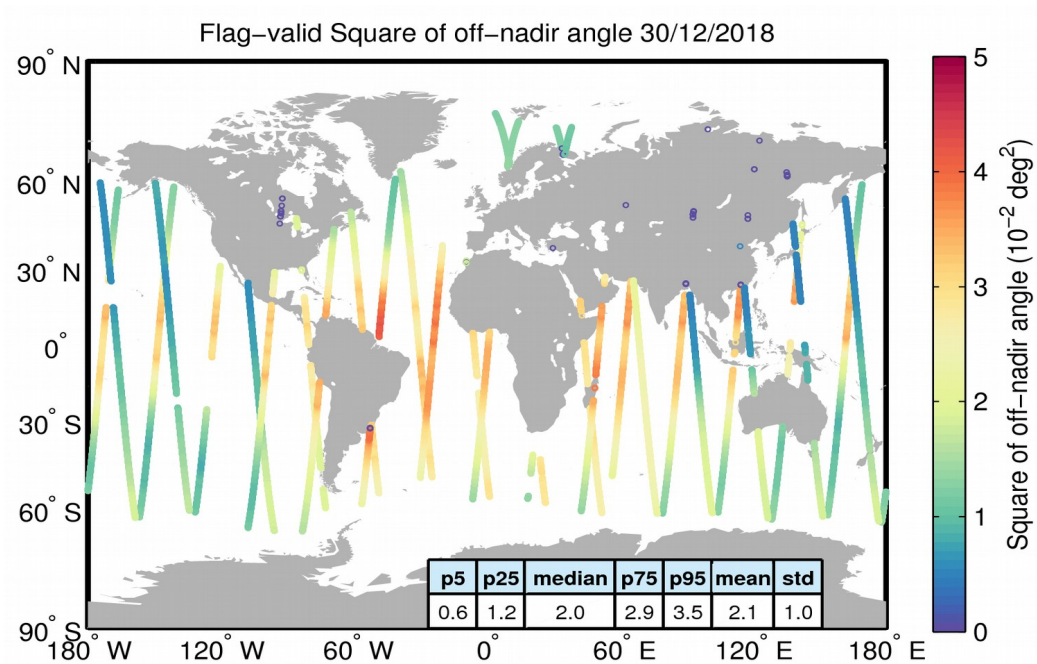 Flag−valid Square of off−nadir angle 30/12/2018
90° N
60° N
30° N
0°
30° S
60° S
90° S
180° W
120° W
60° W
0°
60° E
120° E
180° E
p5 p25 median p75 p95 mean std
0.6 1.2 2.0 2.9 3.5 2.1 1.0
5
4
3
2
1
0
Square of off−nadir angle (10⁻² deg²)